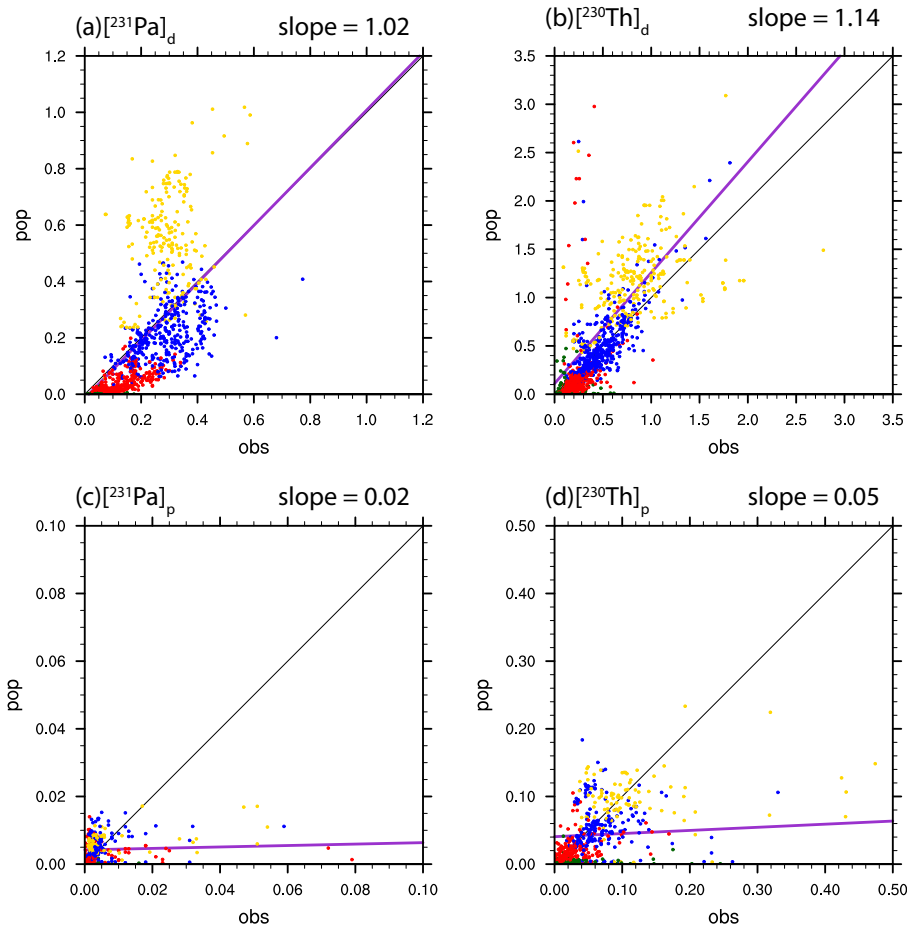 (a)[²³¹Pa]d slope = 1.02
(b)[²³⁰Th]d slope = 1.14
1.2
1.0
0.8
0.6
0.4
0.2
0.0
pop
0.0 0.2 0.4 0.6 0.8 1.0 1.2
obs
3.5
3.0
2.5
2.0
1.5
1.0
0.5
0.0
pop
0.0 0.5 1.0 1.5 2.0 2.5 3.0 3.5
obs
(c)[²³¹Pa]p slope = 0.02
(d)[²³⁰Th]p slope = 0.05
0.10
0.08
0.06
0.04
0.02
0.00
pop
0.00 0.02 0.04 0.06 0.08 0.10
obs
0.50
0.40
0.30
0.20
0.10
0.00
pop
0.00 0.10 0.20 0.30 0.40 0.50
obs